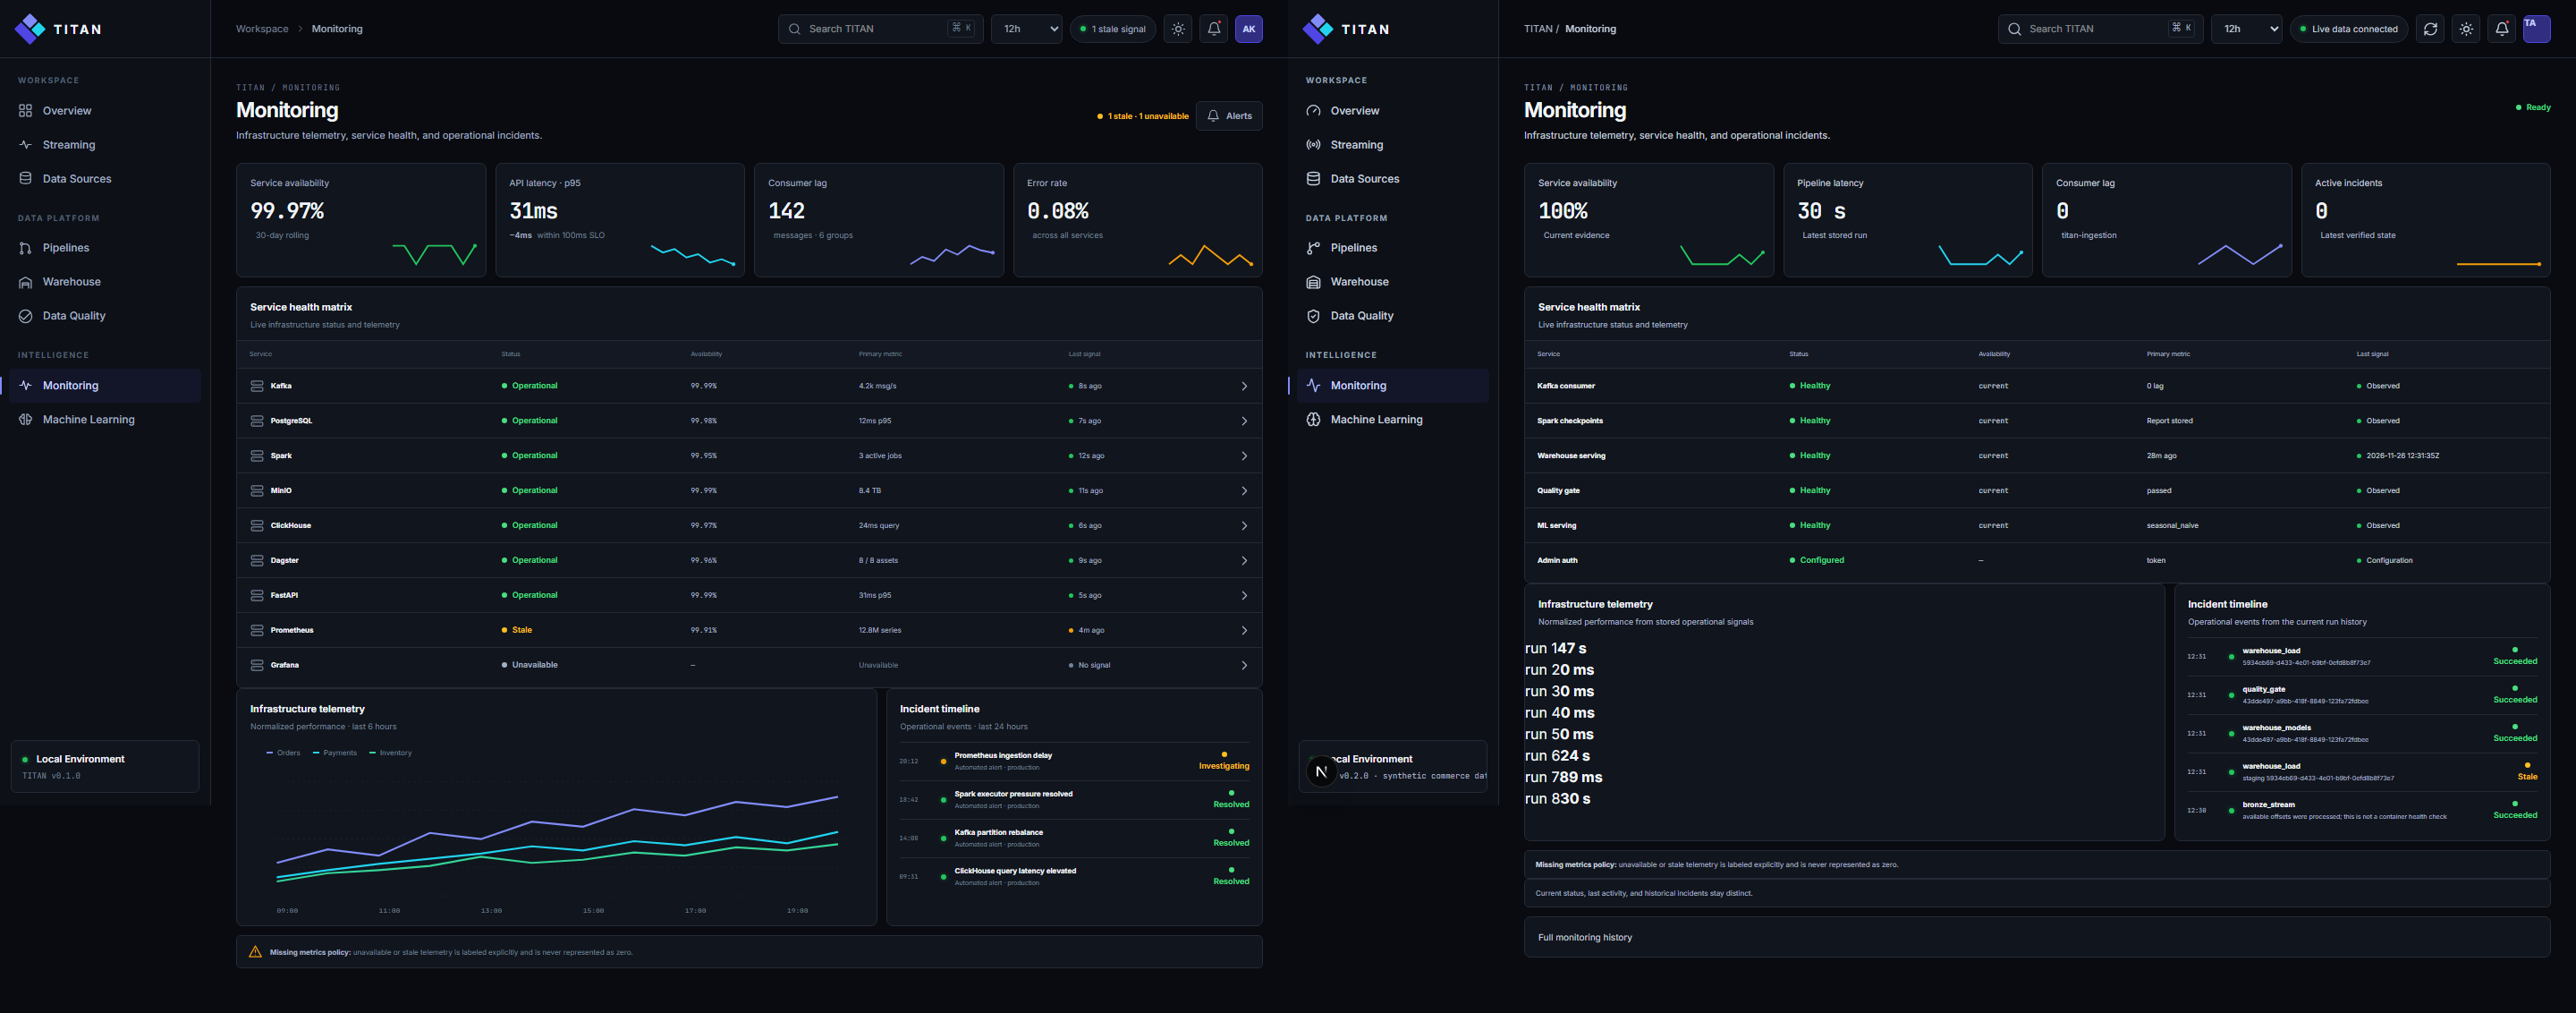 TITAN
Workspace > Monitoring
Search TITAN ⌘ K
12h
1 stale signal
AK
WORKSPACE
Overview
Streaming
Data Sources
DATA PLATFORM
Pipelines
Warehouse
Data Quality
INTELLIGENCE
Monitoring
Machine Learning
Local Environment
TITAN v0.1.0
TITAN / MONITORING
Monitoring
Infrastructure telemetry, service health, and operational incidents.
1 stale · 1 unavailable
Alerts
Service availability
99.97%
30-day rolling
API latency · p95
31ms
−4ms within 100ms SLO
Consumer lag
142
messages · 6 groups
Error rate
0.08%
across all services
Service health matrix
Live infrastructure status and telemetry
Service Status Availability Primary metric Last signal
Kafka Operational 99.99% 4.2k msg/s 8s ago
PostgreSQL Operational 99.98% 12ms p95 7s ago
Spark Operational 99.95% 3 active jobs 12s ago
MinIO Operational 99.99% 8.4 TB 11s ago
ClickHouse Operational 99.97% 24ms query 6s ago
Dagster Operational 99.96% 8 / 8 assets 9s ago
FastAPI Operational 99.99% 31ms p95 5s ago
Prometheus Stale 99.91% 12.8M series 4m ago
Grafana Unavailable – Unavailable No signal
Infrastructure telemetry
Normalized performance · last 6 hours
Orders Payments Inventory
09:00 11:00 13:00 15:00 17:00 19:00
Incident timeline
Operational events · last 24 hours
20:12 Prometheus ingestion delay
Automated alert · production
Investigating
18:42 Spark executor pressure resolved
Automated alert · production
Resolved
14:08 Kafka partition rebalance
Automated alert · production
Resolved
09:31 ClickHouse query latency elevated
Automated alert · production
Resolved
Missing metrics policy: unavailable or stale telemetry is labeled explicitly and is never represented as zero.
TITAN
TITAN / Monitoring
Search TITAN ⌘ K
12h
Live data connected
TA
WORKSPACE
Overview
Streaming
Data Sources
DATA PLATFORM
Pipelines
Warehouse
Data Quality
INTELLIGENCE
Monitoring
Machine Learning
N
cal Environment
v0.2.0 · synthetic commerce dat
TITAN / MONITORING
Monitoring
Infrastructure telemetry, service health, and operational incidents.
Ready
Service availability
100%
Current evidence
Pipeline latency
30 s
Latest stored run
Consumer lag
0
titan-ingestion
Active incidents
0
Latest verified state
Service health matrix
Live infrastructure status and telemetry
Service Status Availability Primary metric Last signal
Kafka consumer Healthy current 0 lag Observed
Spark checkpoints Healthy current Report stored Observed
Warehouse serving Healthy current 28m ago 2026-11-26 12:31:35Z
Quality gate Healthy current passed Observed
ML serving Healthy current seasonal_naive Observed
Admin auth Configured – token Configuration
Infrastructure telemetry
Normalized performance from stored operational signals
run 147 s
run 20 ms
run 30 ms
run 40 ms
run 50 ms
run 624 s
run 789 ms
run 830 s
Incident timeline
Operational events from the current run history
12:31 warehouse_load
5934eb69-d433-4e01-b9bf-0efd8b8f73e7
Succeeded
12:31 quality_gate
43dde497-a9bb-418f-8849-123fa72fdbee
Succeeded
12:31 warehouse_models
43dde497-a9bb-418f-8849-123fa72fdbee
Succeeded
12:31 warehouse_load
staging 5934eb69-d433-4e01-b9bf-0efd8b8f73e7
Stale
12:30 bronze_stream
available offsets were processed; this is not a container health check
Succeeded
Missing metrics policy: unavailable or stale telemetry is labeled explicitly and is never represented as zero.
Current status, last activity, and historical incidents stay distinct.
Full monitoring history